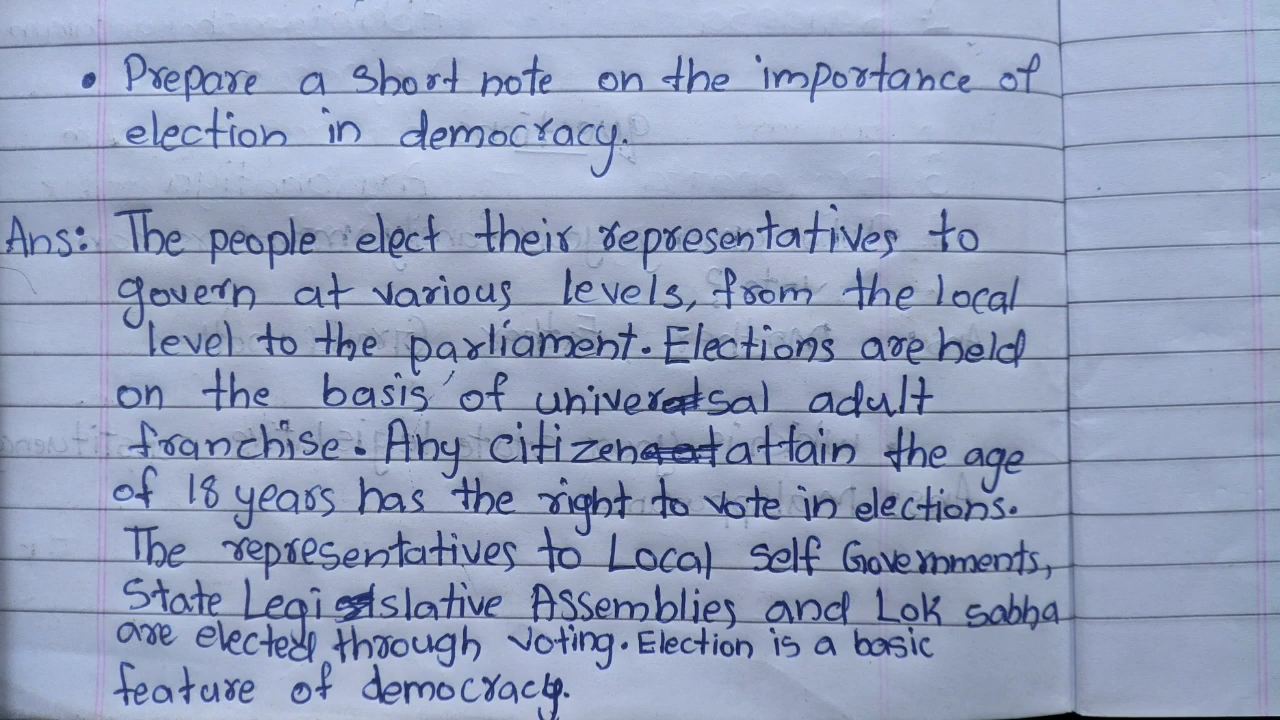 • Prepare a short note on the importance of
election in democracy.
Ans: The people elect their representatives to
govern at various levels, from the local
level to the parliament. Elections are held
on the basis of universal adult
franchise. Any citizen attain the age
of 18 years has the right to vote in elections.
The representatives to Local self Governments,
State Legislative Assemblies and Lok sabha
are elected through voting. Election is a basic
feature of democracy.